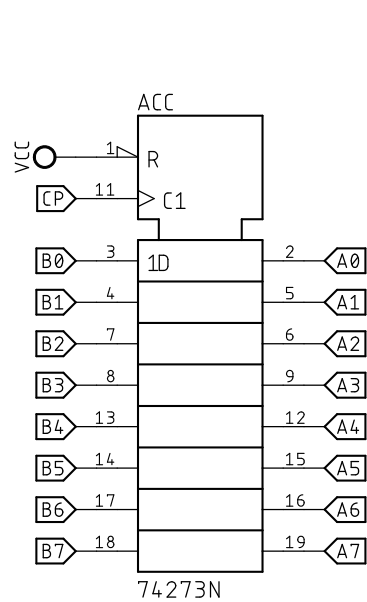 ACC
VCC 1 R
CP 11 C1
B0 3 1D 2 A0
B1 4 5 A1
B2 7 6 A2
B3 8 9 A3
B4 13 12 A4
B5 14 15 A5
B6 17 16 A6
B7 18 19 A7
74273N